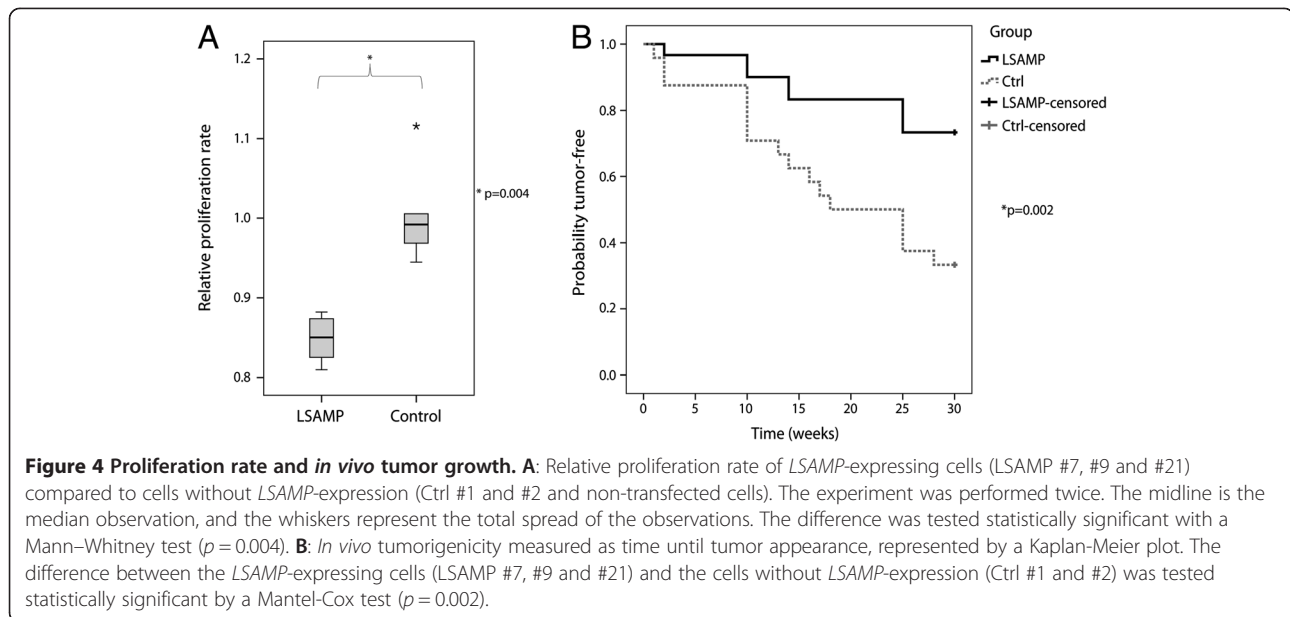 A
*
*
1.2
1.1
1.0
0.9
0.8
Relative proliferation rate
LSAMP Control
* p=0.004
B
1.0
0.8
0.6
0.4
0.2
0.0
Probability tumor-free
0 5 10 15 20 25 30
Time (weeks)
Group
LSAMP
Ctrl
LSAMP-censored
Ctrl-censored
*p=0.002
Figure 4 Proliferation rate and in vivo tumor growth. A: Relative proliferation rate of LSAMP-expressing cells (LSAMP #7, #9 and #21)
compared to cells without LSAMP-expression (Ctrl #1 and #2 and non-transfected cells). The experiment was performed twice. The midline is the
median observation, and the whiskers represent the total spread of the observations. The difference was tested statistically significant with a
Mann–Whitney test (p = 0.004). B: In vivo tumorigenicity measured as time until tumor appearance, represented by a Kaplan-Meier plot. The
difference between the LSAMP-expressing cells (LSAMP #7, #9 and #21) and the cells without LSAMP-expression (Ctrl #1 and #2) was tested
statistically significant by a Mantel-Cox test (p = 0.002).